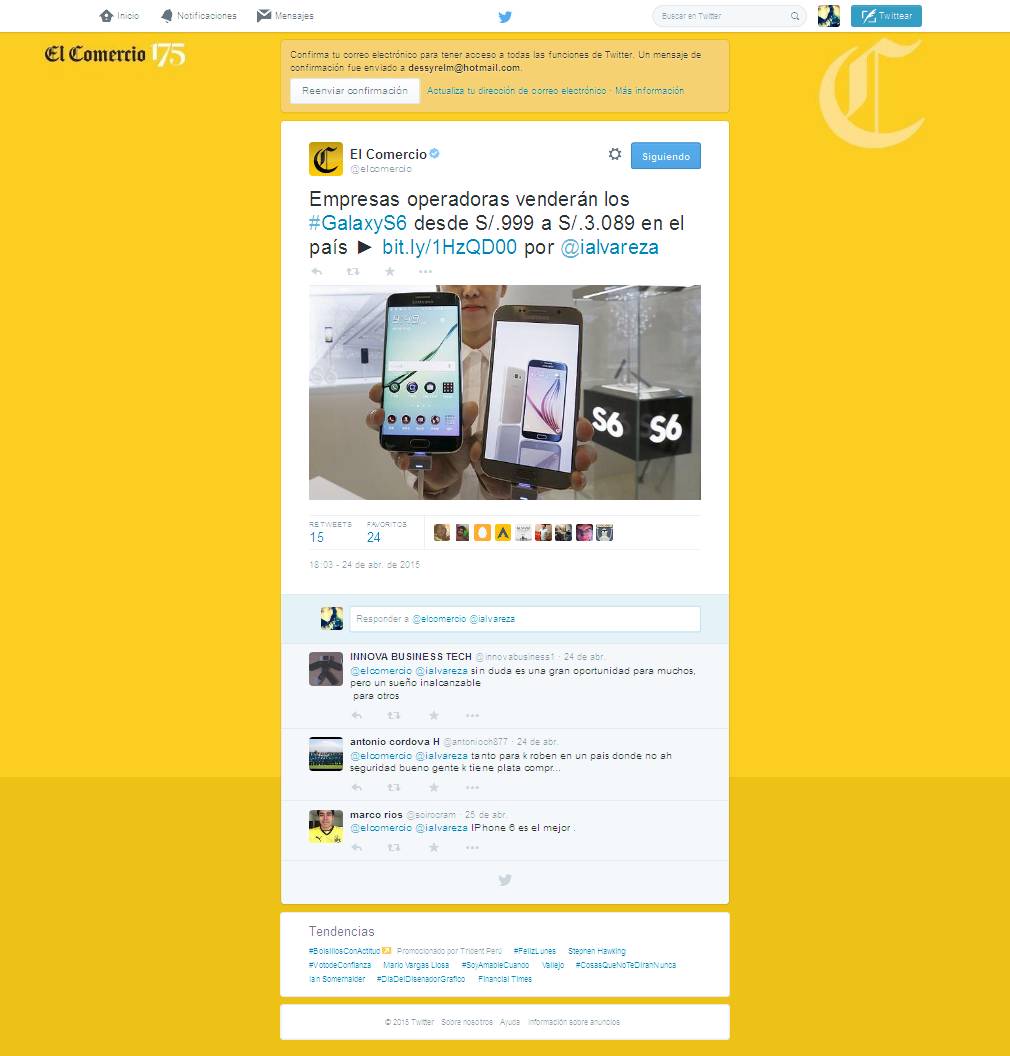 Inicio Notificaciones Mensajes Buscar en Twitter Twittear
El Comercio 175
Confirma tu correo electrónico para tener acceso a todas las funciones de Twitter. Un mensaje de
confirmación fue enviado a dessyrelm@hotmail.com.
Reenviar confirmación Actualiza tu dirección de correo electrónico · Más información
El Comercio
@elcomercio
Siguiendo
Empresas operadoras venderán los
#GalaxyS6 desde S/.999 a S/.3.089 en el
país ► bit.ly/1HzQD00 por @ialvareza
S6 S6
RETWEETS FAVORITOS
15 24
18:03 - 24 de abr. de 2015
Responder a @elcomercio @ialvareza
INNOVA BUSINESS TECH @innovabusiness1 · 24 de abr.
@elcomercio @ialvareza sin duda es una gran oportunidad para muchos,
pero un sueño inalcanzable
para otros
antonio cordova H @antonioch877 · 24 de abr.
@elcomercio @ialvareza tanto para k roben en un pais donde no ah
seguridad bueno gente k tiene plata compr...
marco rios @soirocram · 25 de abr.
@elcomercio @ialvareza IPhone 6 es el mejor .
Tendencias
#BolsillosConActitud Promocionado por Trident Perú #FelizLunes Stephen Hawking
#VotodeConfianza Mario Vargas Llosa #SoyAmableCuando Vallejo #CosasQueNoTeDiranNunca
Ian Somerhalder #DiaDelDisenadorGrafico Financial Times
© 2015 Twitter Sobre nosotros Ayuda Información sobre anuncios